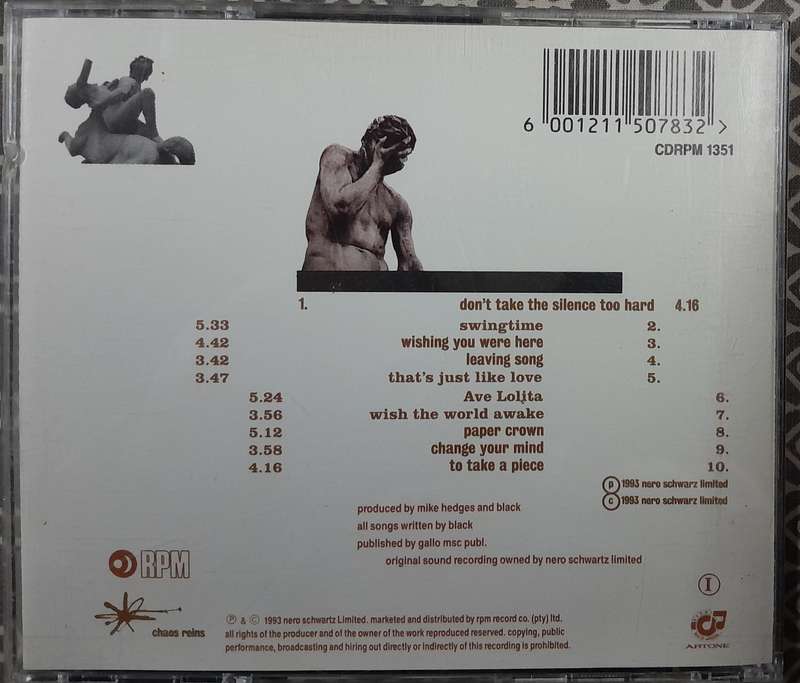 6 001211 507832 >
CDRPM 1351
1. don't take the silence too hard 4.16
5.33 swingtime 2.
4.42 wishing you were here 3.
3.42 leaving song 4.
3.47 that's just like love 5.
5.24 Ave Lolita 6.
3.56 wish the world awake 7.
5.12 paper crown 8.
3.58 change your mind 9.
4.16 to take a piece 10.
p 1993 nero schwarz limited
c 1993 nero schwarz limited
produced by mike hedges and black
all songs written by black
published by gallo msc publ.
original sound recording owned by nero schwartz limited
RPM
I
chaos reins
℗ & © 1993 nero schwartz Limited. marketed and distributed by rpm record co. (pty) ltd.
all rights of the producer and of the owner of the work reproduced reserved. copying, public
performance, broadcasting and hiring out directly or indirectly of this recording is prohibited.
ARTONE